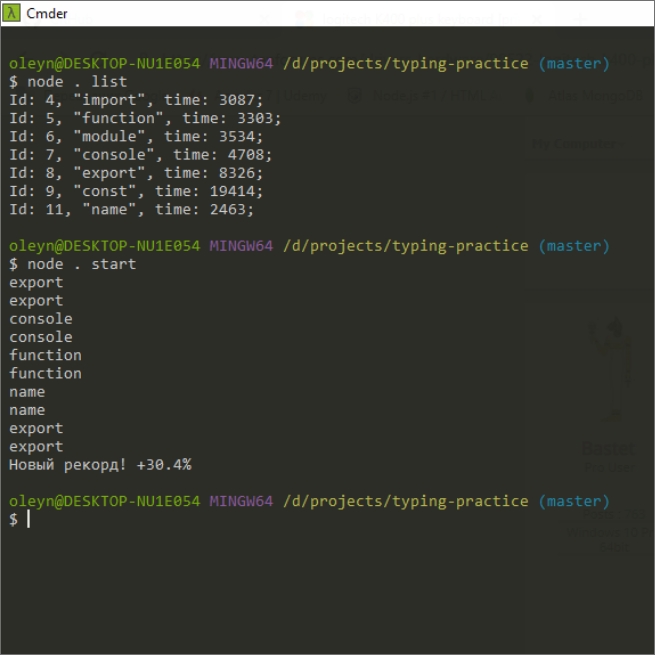 Cmder
oleyn@DESKTOP-NU1E054 MINGW64 /d/projects/typing-practice (master)
$ node . list
Id: 4, "import", time: 3087;
Id: 5, "function", time: 3303;
Id: 6, "module", time: 3534;
Id: 7, "console", time: 4708;
Id: 8, "export", time: 8326;
Id: 9, "const", time: 19414;
Id: 11, "name", time: 2463;
oleyn@DESKTOP-NU1E054 MINGW64 /d/projects/typing-practice (master)
$ node . start
export
export
console
console
function
function
name
name
export
export
Новый рекорд! +30.4%
oleyn@DESKTOP-NU1E054 MINGW64 /d/projects/typing-practice (master)
$